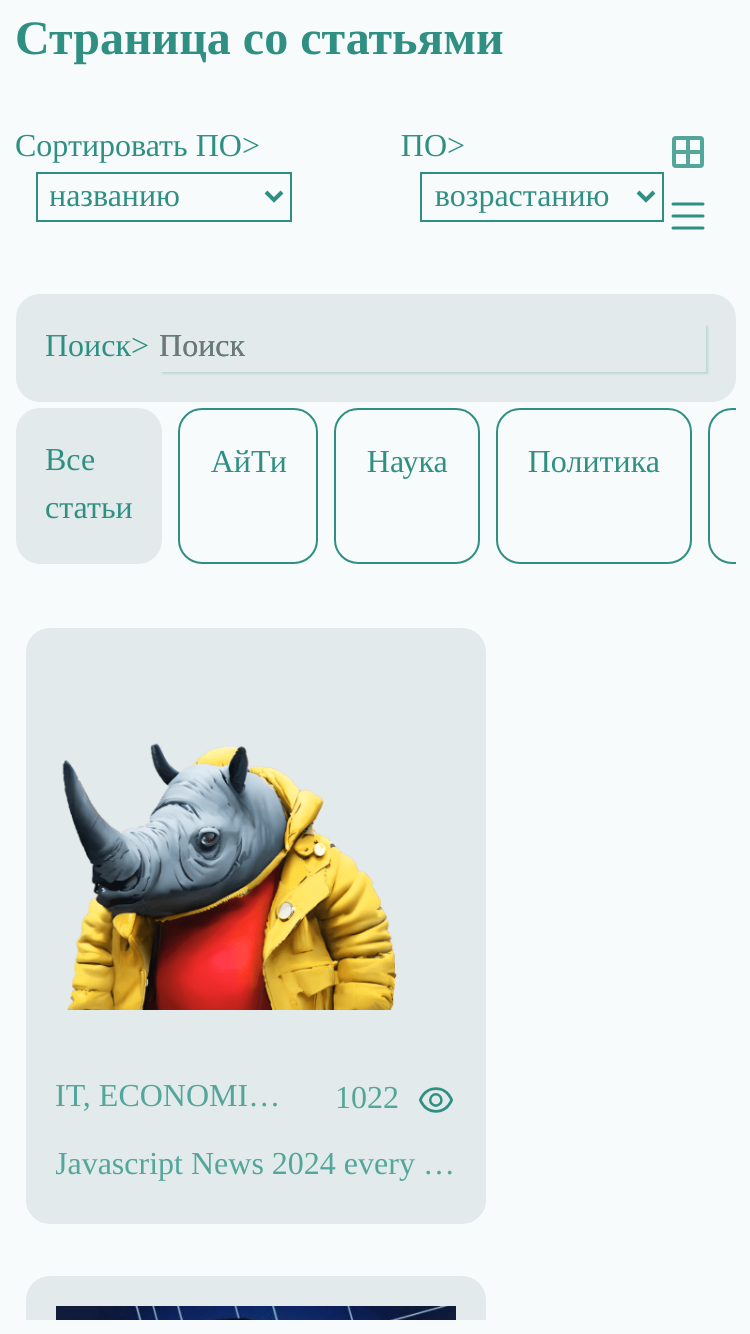 Страница со статьями
Сортировать ПО> ПО>
названию возрастанию
Поиск> Поиск
Все статьи АйТи Наука Политика
IT, ECONOMI… 1022
Javascript News 2024 every …